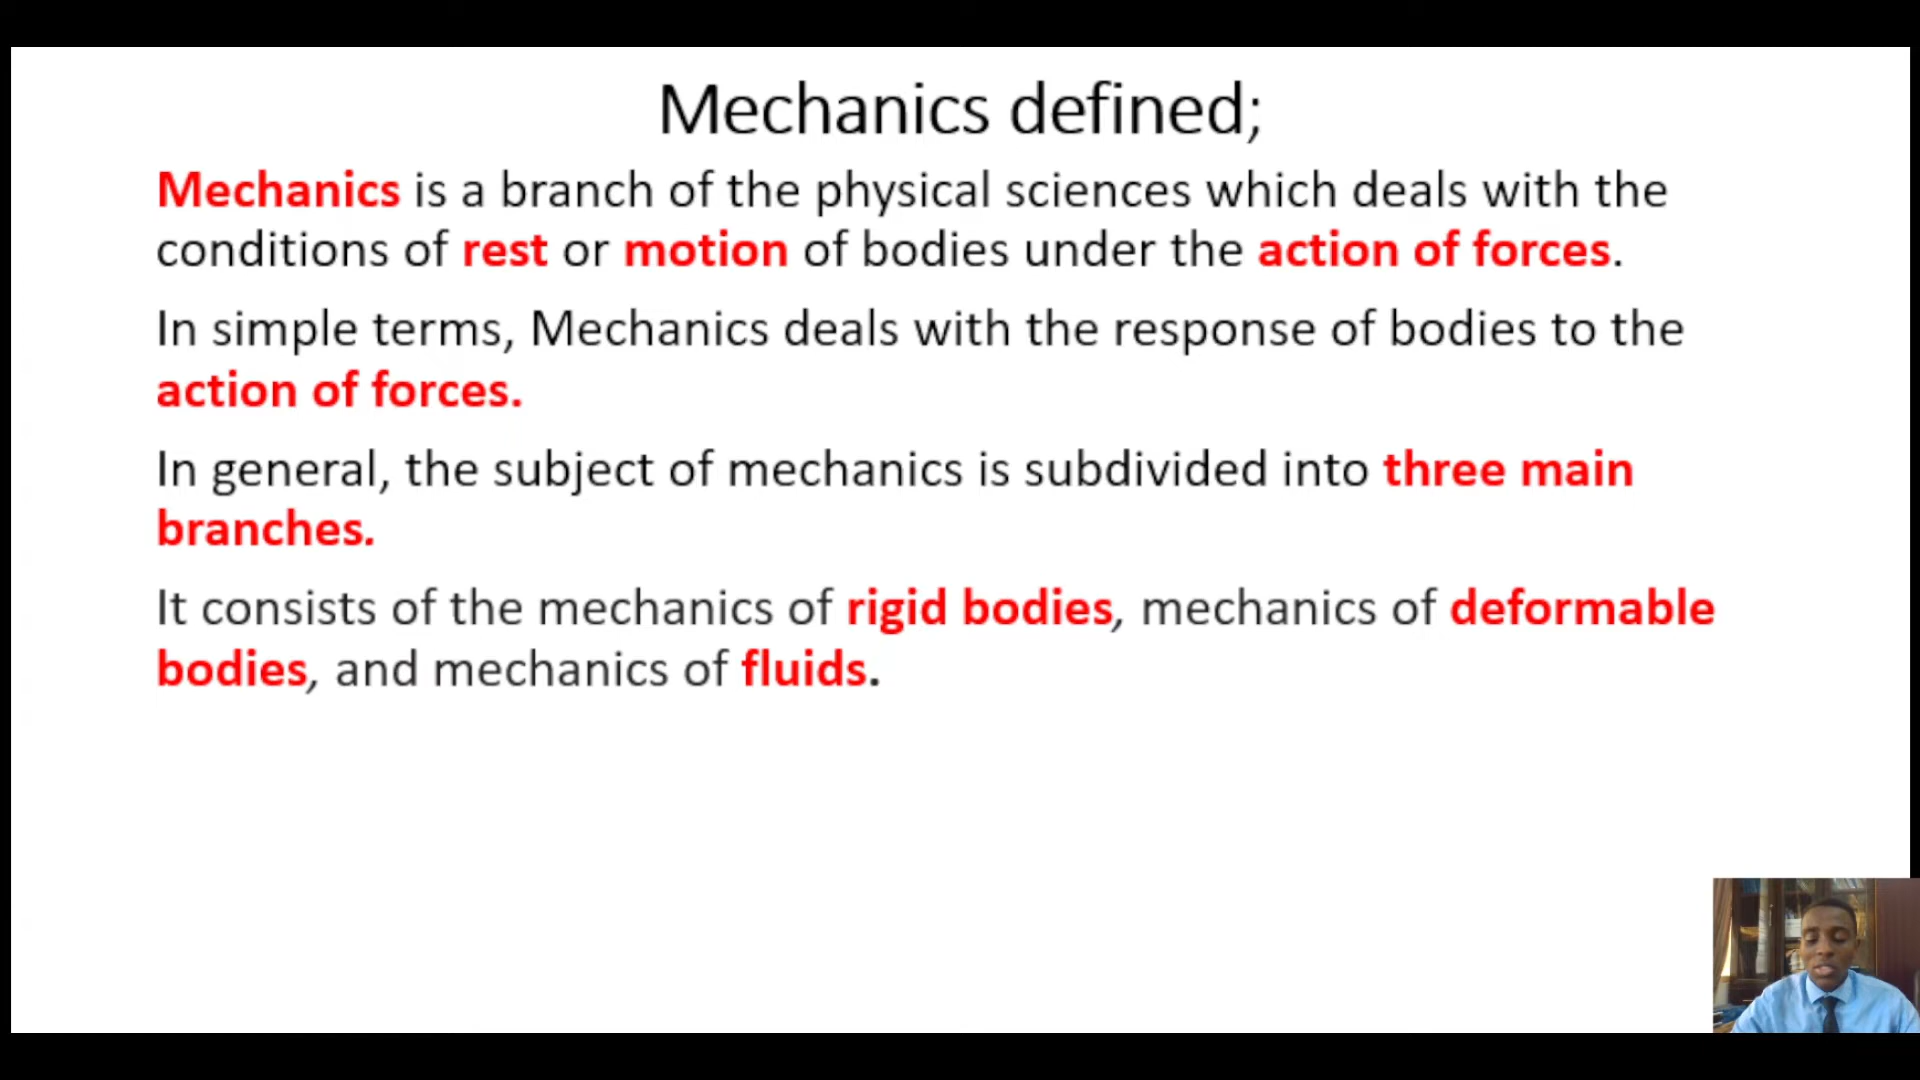 Mechanics defined;
Mechanics is a branch of the physical sciences which deals with the
conditions of rest or motion of bodies under the action of forces.
In simple terms, Mechanics deals with the response of bodies to the
action of forces.
In general, the subject of mechanics is subdivided into three main
branches.
It consists of the mechanics of rigid bodies, mechanics of deformable
bodies, and mechanics of fluids.